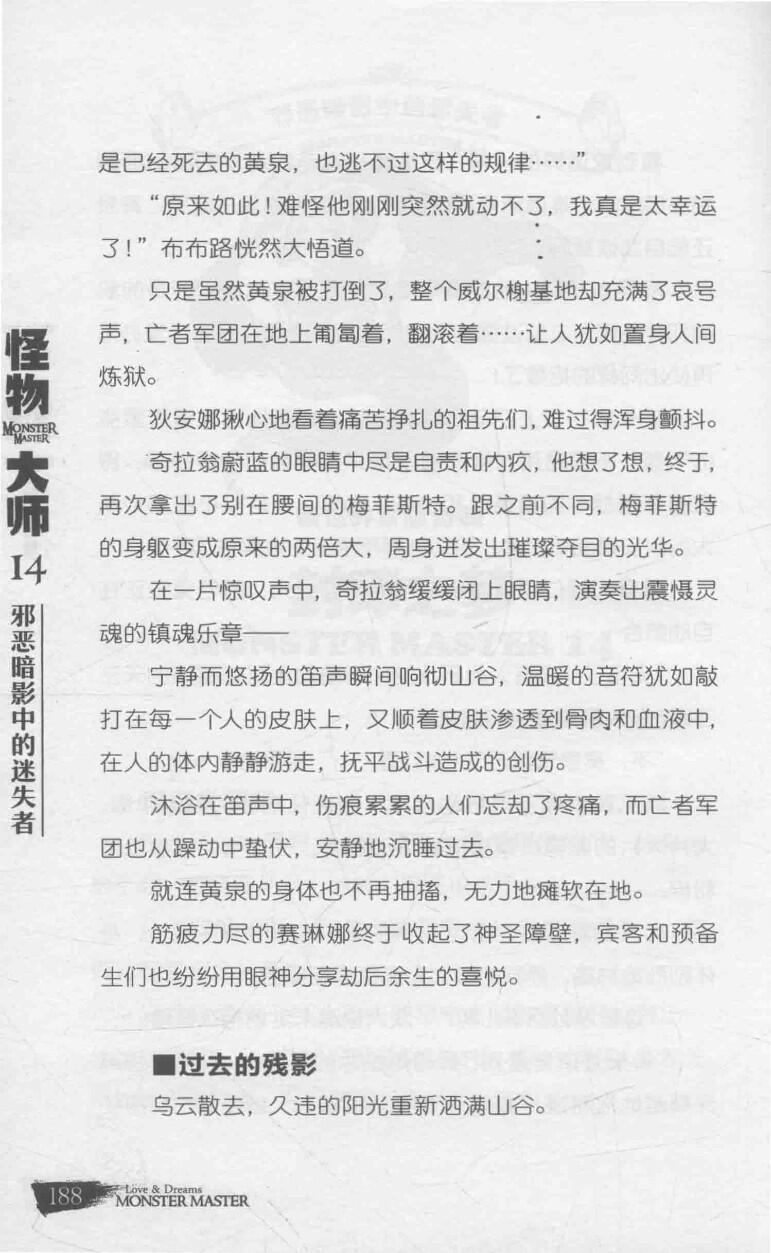 是已经死去的黄泉，也逃不过这样的规律……”
“原来如此！难怪他刚刚突然就动不了，我真是太幸运
了！”布布路恍然大悟道。
只是虽然黄泉被打倒了，整个威尔榭基地却充满了哀号
声，亡者军团在地上匍匐着，翻滚着……让人犹如置身人间
炼狱。
狄安娜揪心地看着痛苦挣扎的祖先们，难过得浑身颤抖。
奇拉翁蔚蓝的眼睛中尽是自责和内疚，他想了想，终于，
再次拿出了别在腰间的梅菲斯特。跟之前不同，梅菲斯特
的身躯变成原来的两倍大，周身迸发出璀璨夺目的光华。
在一片惊叹声中，奇拉翁缓缓闭上眼睛，演奏出震慑灵
魂的镇魂乐章——
宁静而悠扬的笛声瞬间响彻山谷，温暖的音符犹如敲
打在每一个人的皮肤上，又顺着皮肤渗透到骨肉和血液中，
在人的体内静静游走，抚平战斗造成的创伤。
沐浴在笛声中，伤痕累累的人们忘却了疼痛，而亡者军
团也从躁动中蛰伏，安静地沉睡过去。
就连黄泉的身体也不再抽搐，无力地瘫软在地。
筋疲力尽的赛琳娜终于收起了神圣障壁，宾客和预备
生们也纷纷用眼神分享劫后余生的喜悦。
■过去的残影
乌云散去，久违的阳光重新洒满山谷。
怪物
MONSTER
MASTER
大师
14
邪恶暗影中的迷失者
188
Love & Dreams
MONSTER MASTER